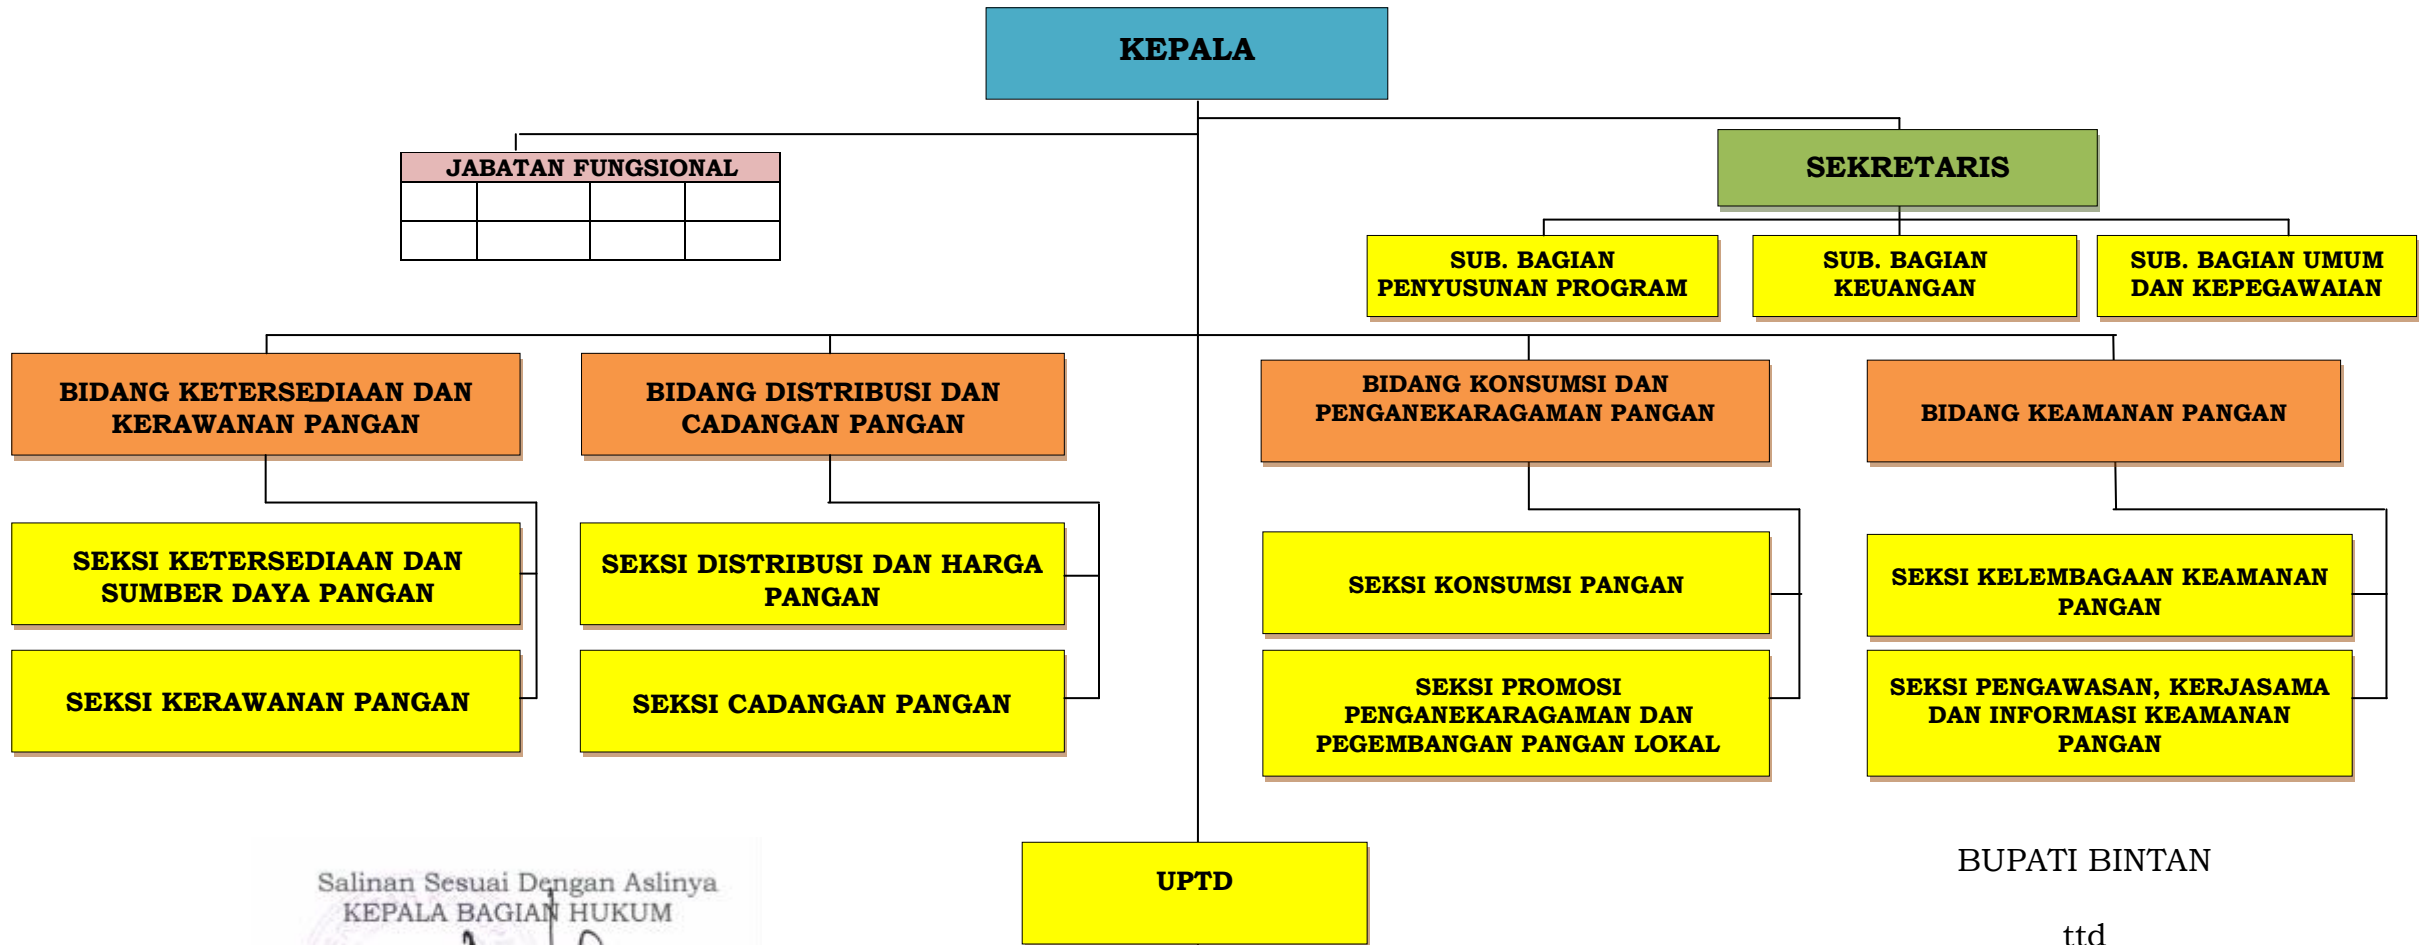 KEPALA
JABATAN FUNGSIONAL
SEKRETARIS
SUB. BAGIAN
PENYUSUNAN PROGRAM
SUB. BAGIAN
KEUANGAN
SUB. BAGIAN UMUM
DAN KEPEGAWAIAN
BIDANG KETERSEDIAAN DAN
KERAWANAN PANGAN
BIDANG DISTRIBUSI DAN
CADANGAN PANGAN
BIDANG KONSUMSI DAN
PENGANEKARAGAMAN PANGAN
BIDANG KEAMANAN PANGAN
SEKSI KETERSEDIAAN DAN
SUMBER DAYA PANGAN
SEKSI DISTRIBUSI DAN HARGA
PANGAN
SEKSI KONSUMSI PANGAN
SEKSI KELEMBAGAAN KEAMANAN
PANGAN
SEKSI KERAWANAN PANGAN
SEKSI CADANGAN PANGAN
SEKSI PROMOSI
PENGANEKARAGAMAN DAN
PEGEMBANGAN PANGAN LOKAL
SEKSI PENGAWASAN, KERJASAMA
DAN INFORMASI KEAMANAN
PANGAN
Salinan Sesuai Dengan Aslinya
KEPALA BAGIAN HUKUM
UPTD
BUPATI BINTAN
ttd